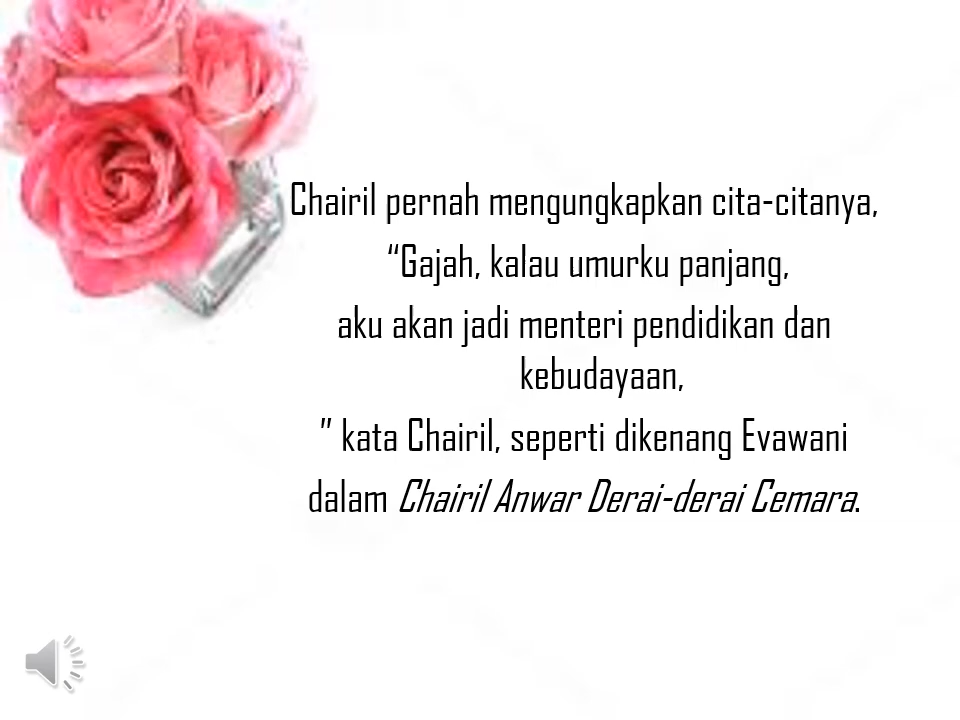 Chairil pernah mengungkapkan cita-citanya,
“Gajah, kalau umurku panjang,
aku akan jadi menteri pendidikan dan
kebudayaan,
” kata Chairil, seperti dikenang Evawani
dalam Chairil Anwar Derai-derai Cemara.